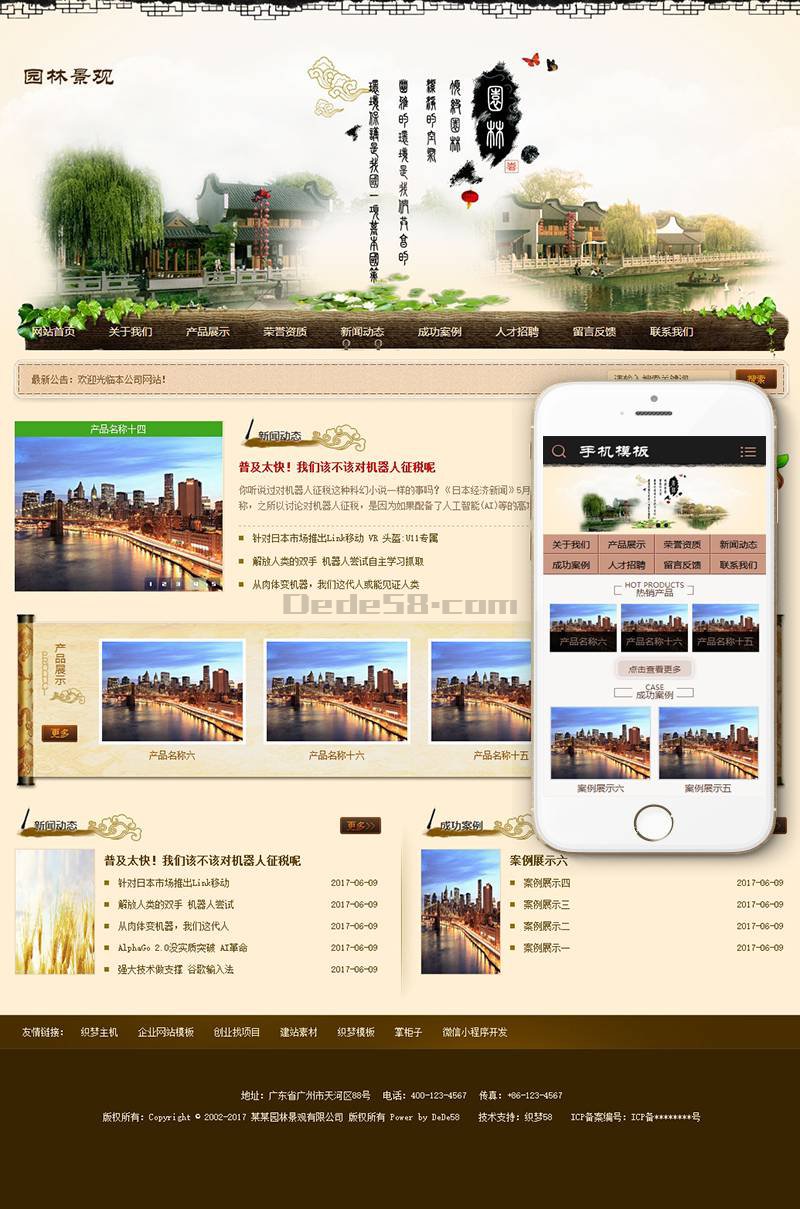 园林景观
園林
倾终园林
缥缈的空气
幽雅的環境是我们共合的
環境保護是我國一項基本國策
网站首页 关于我们 产品展示 荣誉资质 新闻动态 成功案例 人才招聘 留言反馈 联系我们
最新公告：欢迎光临本公司网站！
搜索
产品名称十四
1 2 3 4 5
新闻动态
普及太快！我们该不该对机器人征税呢
你听说过对机器人征税这种科幻小说一样的事吗？《日本经济新闻》5月
称，之所以讨论对机器人征税，是因为如果配备了人工智能(AI)等的高
针对日本市场推出Link移动 VR 头盔:U11专属
解放人类的双手 机器人尝试自主学习抓取
从肉体变机器，我们这代人或能见证人类
Dede58.com
产品展示
更多
产品名称六
产品名称十六
产品名称十五
手机模板
关于我们 产品展示 荣誉资质 新闻动态
成功案例 人才招聘 留言反馈 联系我们
HOT PRODUCTS
热销产品
产品名称六 产品名称十六 产品名称十五
点击查看更多
CASE
成功案例
案例展示六 案例展示五
新闻动态
更多>>
普及太快！我们该不该对机器人征税呢
针对日本市场推出Link移动 2017-06-09
解放人类的双手 机器人尝试 2017-06-09
从肉体变机器，我们这代人 2017-06-09
AlphaGo 2.0没实质突破 AI革命 2017-06-09
强大技术做支撑 谷歌输入法 2017-06-09
成功案例
案例展示六
案例展示四 2017-06-09
案例展示三 2017-06-09
案例展示二 2017-06-09
案例展示一 2017-06-09
友情链接： 织梦主机 企业网站模板 创业找项目 建站素材 织梦模板 掌柜子 微信小程序开发
地址：广东省广州市天河区88号 电话：400-123-4567 传真：+86-123-4567
版权所有：Copyright © 2002-2017 某某园林景观有限公司 版权所有 Power by DeDe58 技术支持：织梦58 ICP备案编号：ICP备********号